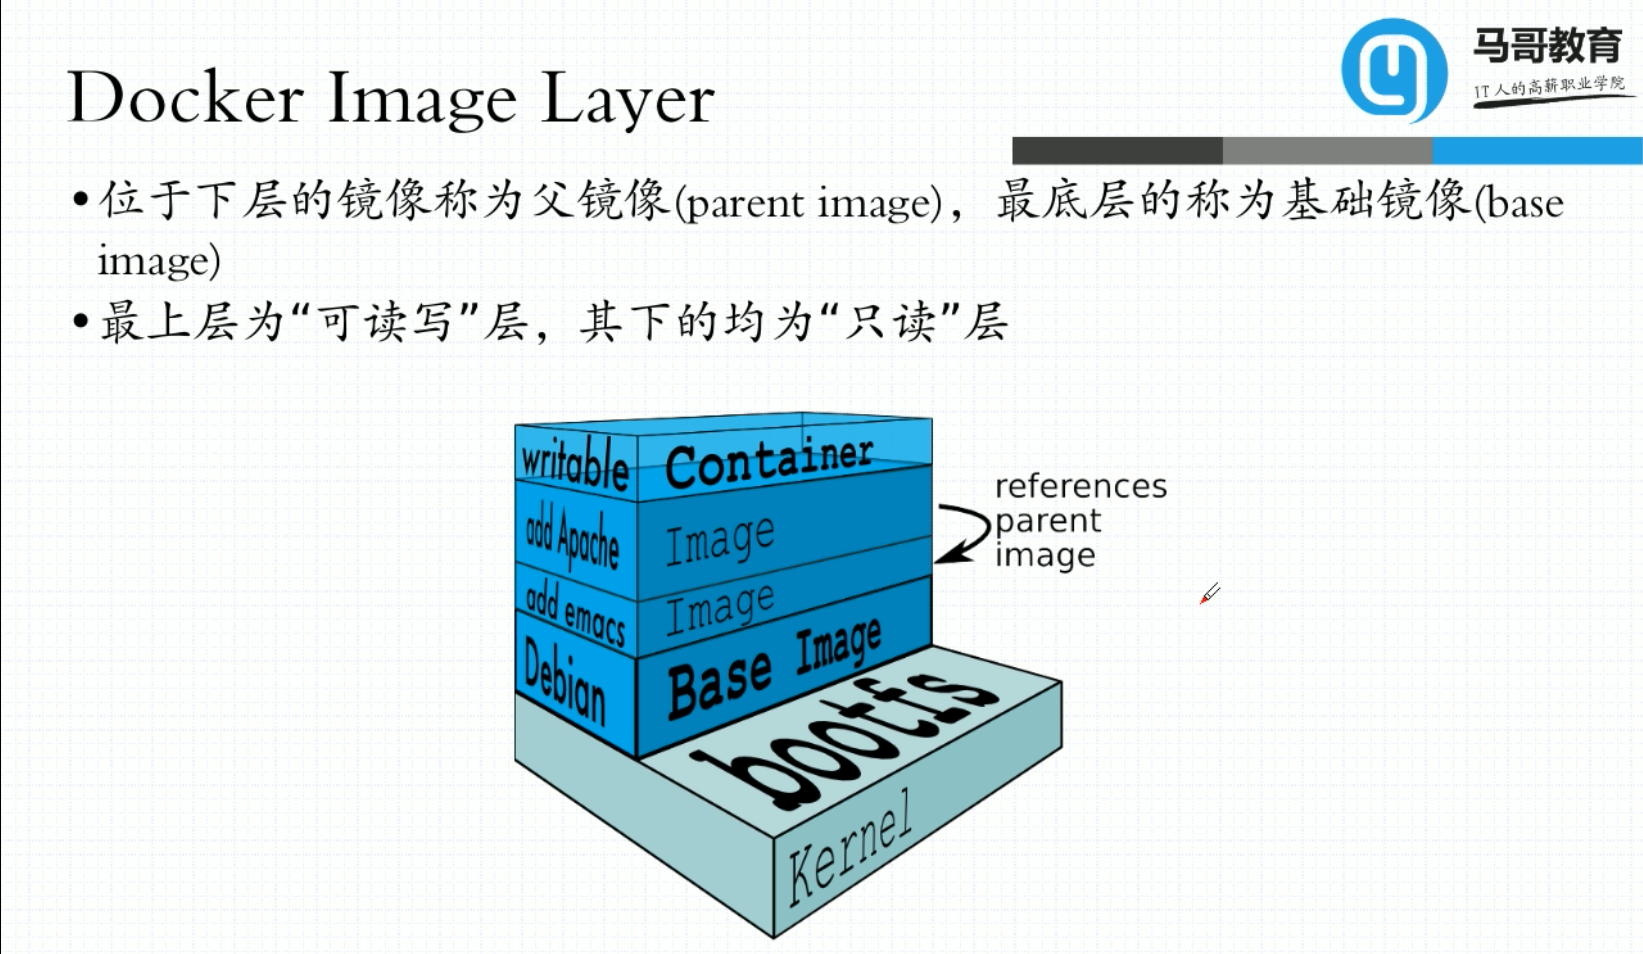 马哥教育
IT人的高薪职业学院
Docker Image Layer
•位于下层的镜像称为父镜像(parent image)，最底层的称为基础镜像(base
image)
•最上层为“可读写”层，其下的均为“只读”层
writable Container
add Apache Image
references
parent
image
add emacs Image
Debian Base Image
bootfs
Kernel